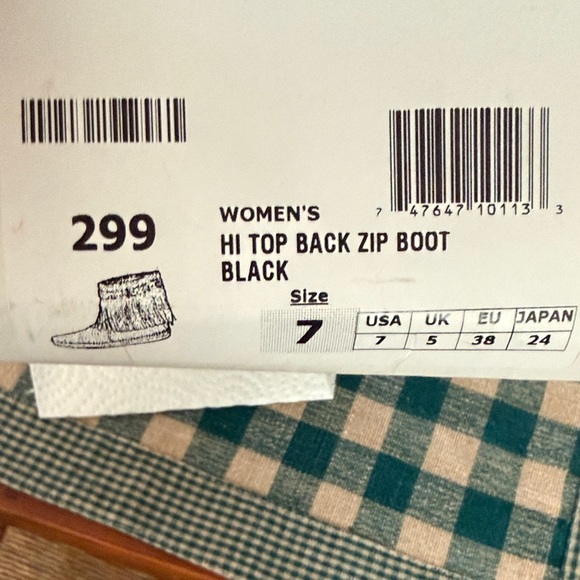 299
WOMEN'S
HI TOP BACK ZIP BOOT
BLACK
7 47647 10113 3
Size
7
USA UK EU JAPAN
7 5 38 24